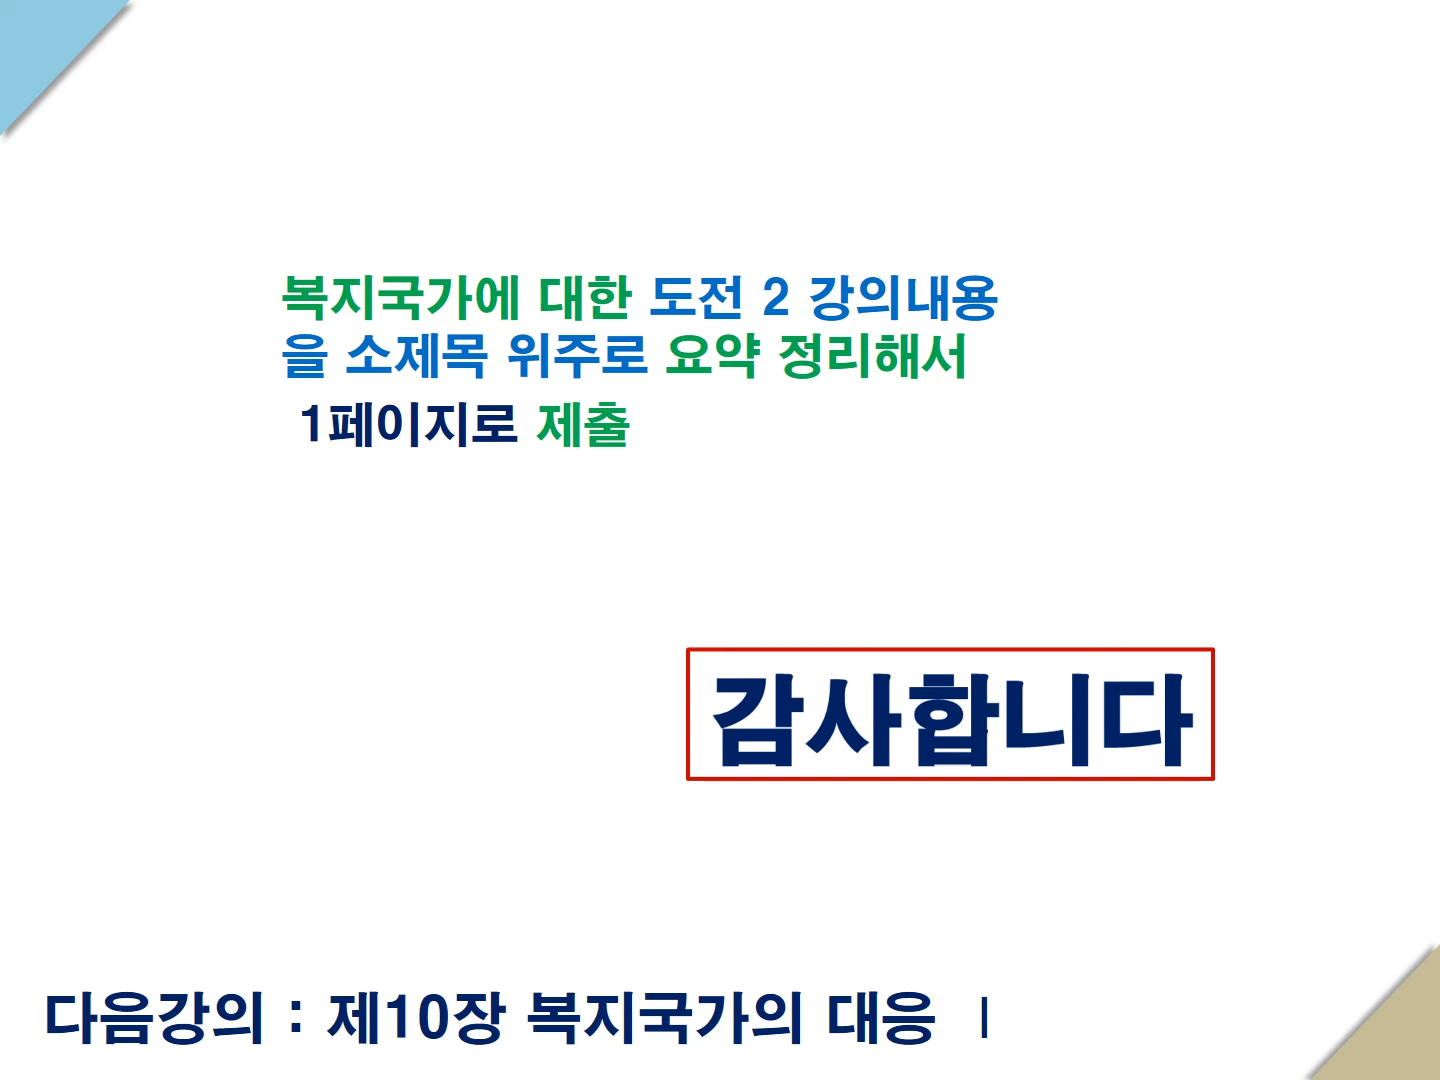 복지국가에 대한 도전 2 강의내용
을 소제목 위주로 요약 정리해서
1페이지로 제출
감사합니다
다음강의 : 제10장 복지국가의 대응 Ⅰ